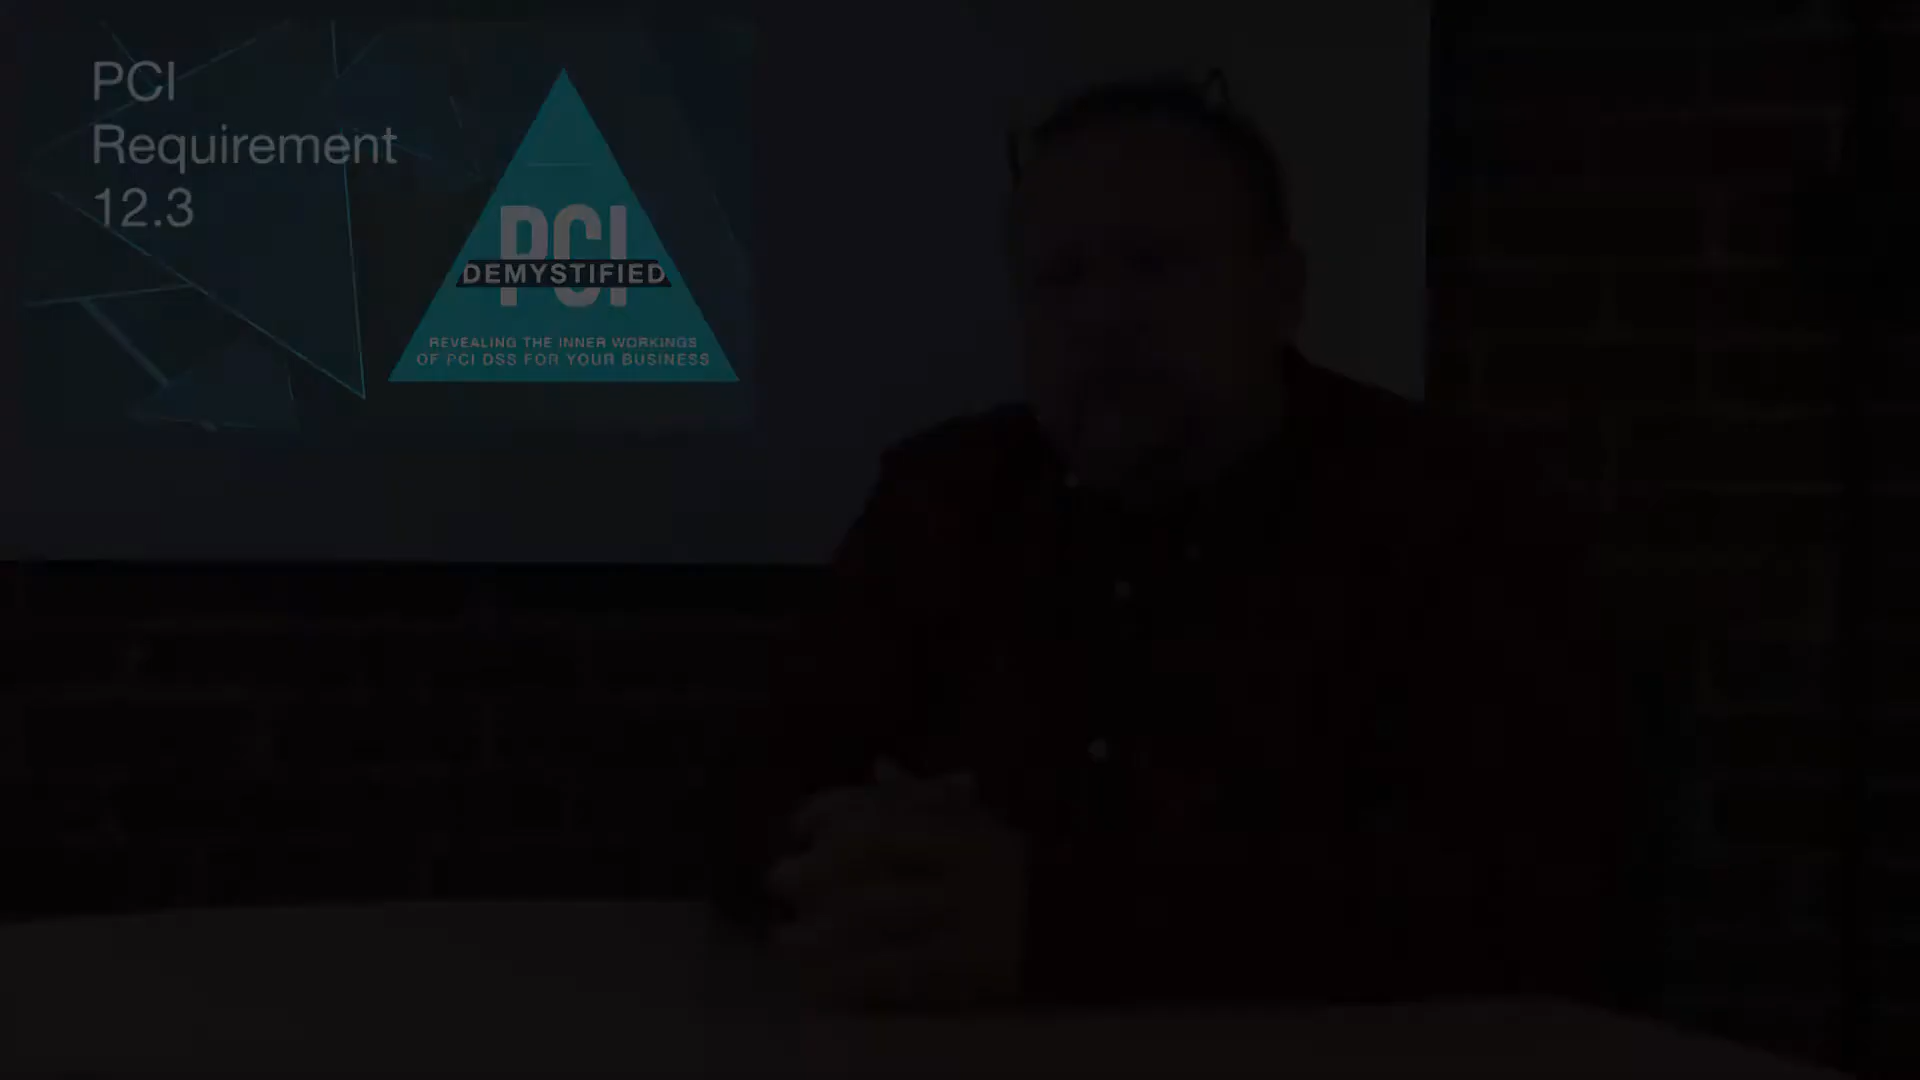 PCI
Requirement
12.3
PCI
DEMYSTIFIED
REVEALING THE INNER WORKINGS
OF PCI DSS FOR YOUR BUSINESS